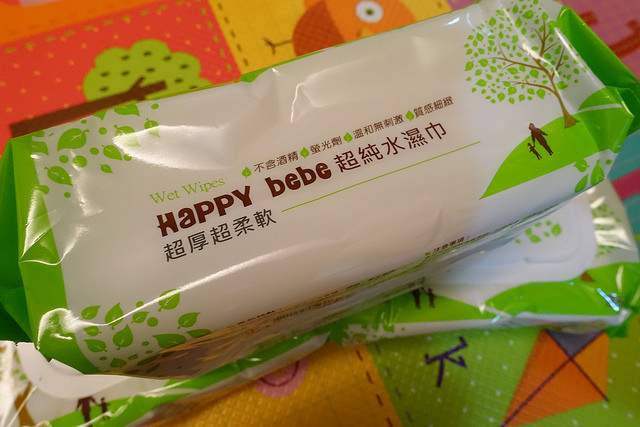 不含酒精 螢光劑 溫和無刺激 質感細緻
Wet Wipes
HaPPY bebe 超純水濕巾
超厚超柔軟
K